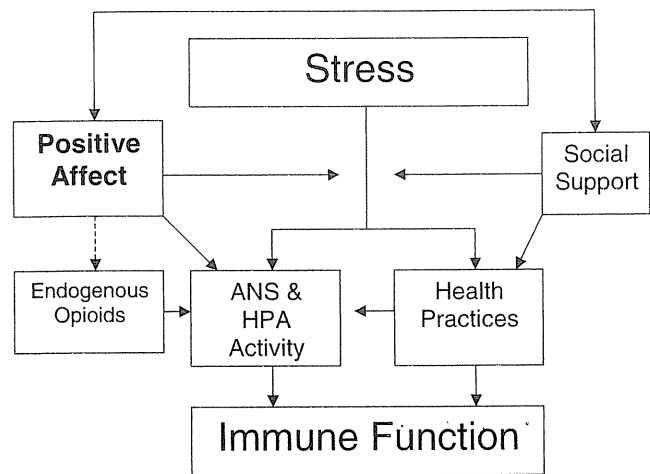 Stress
Positive
Affect
Social
Support
Endogenous
Opioids
ANS &
HPA
Activity
Health
Practices
Immune Function